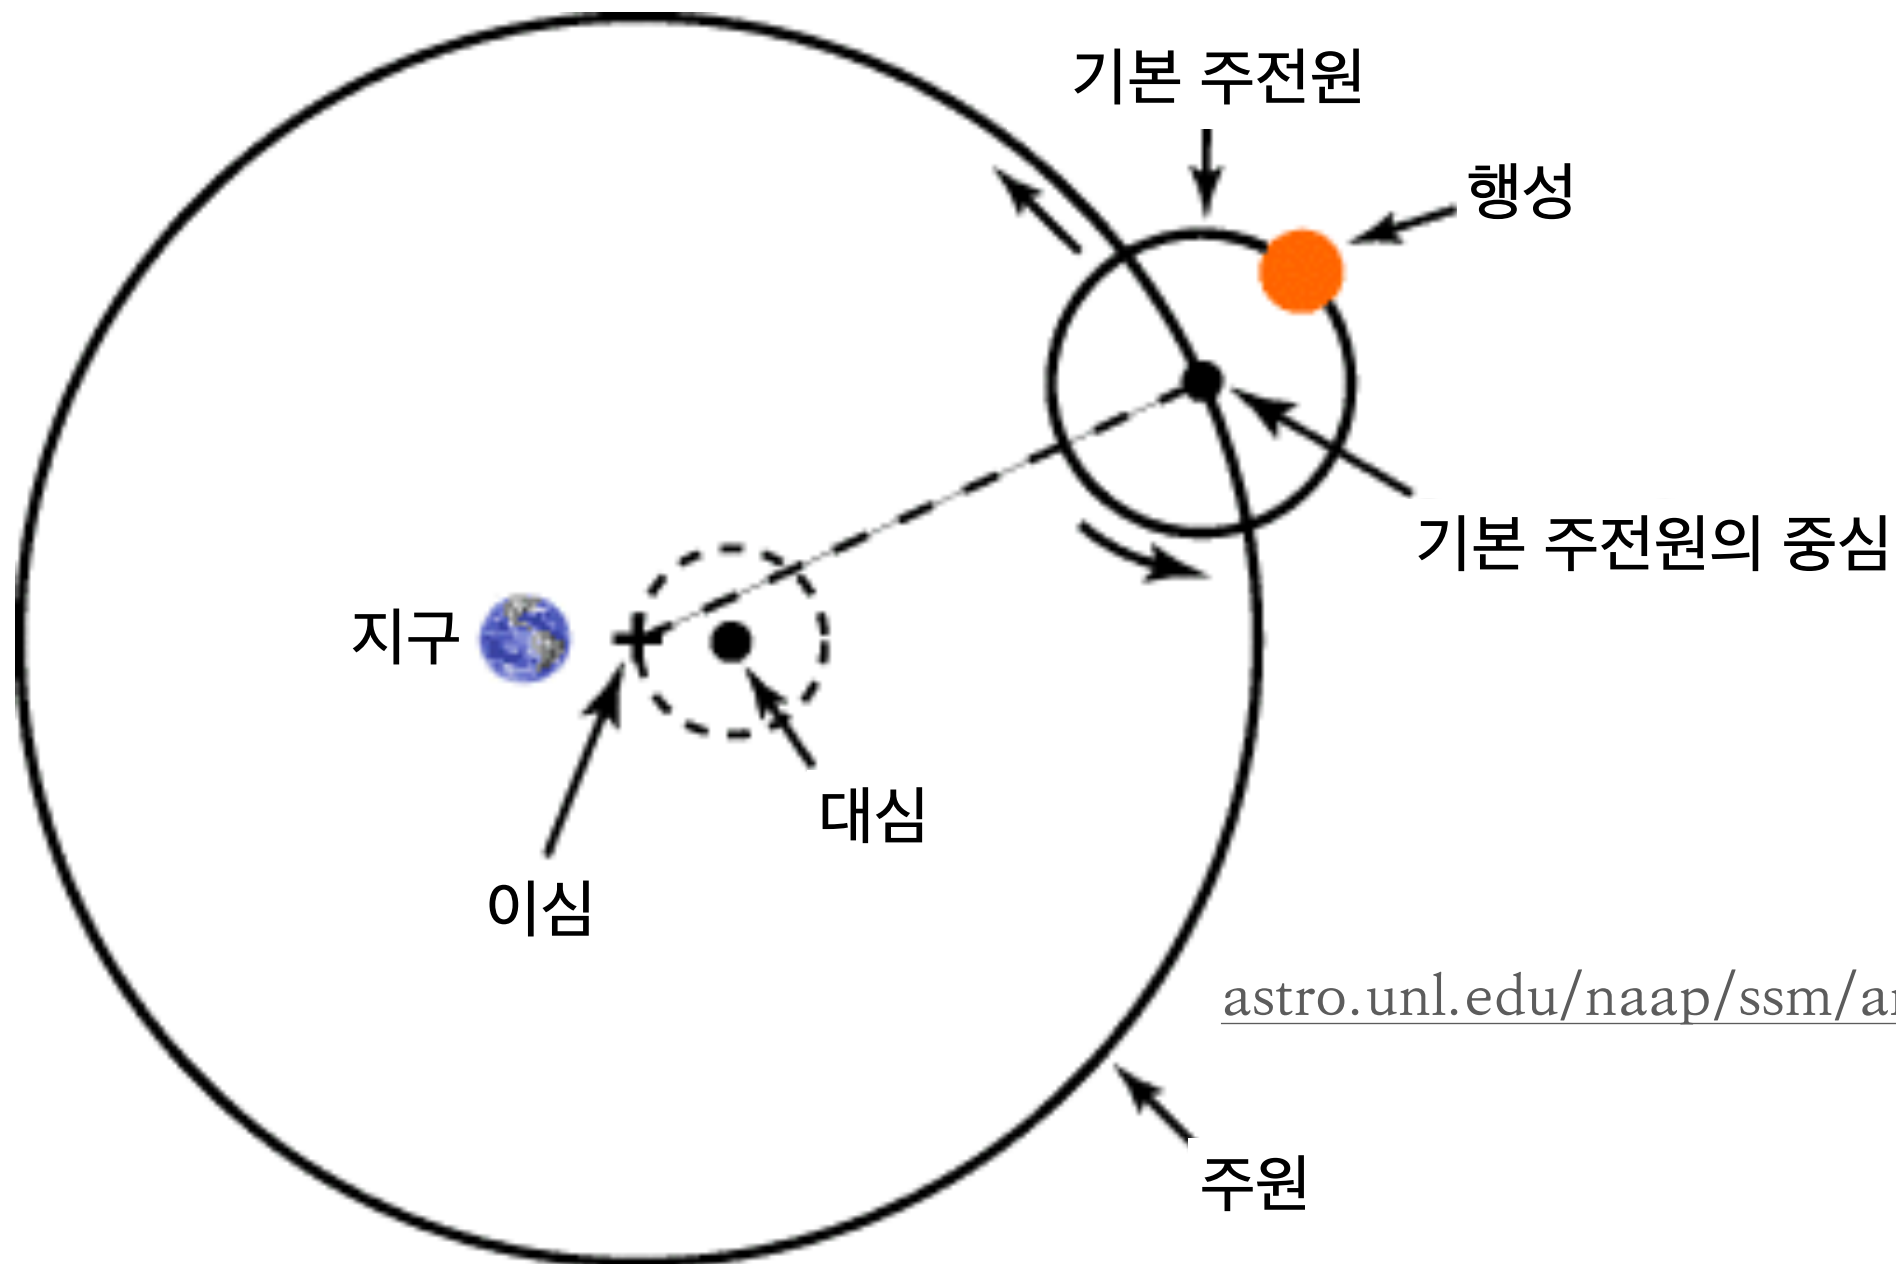 기본 주전원
행성
기본 주전원의 중심
지구
대심
이심
astro.unl.edu/naap/ssm/
주원